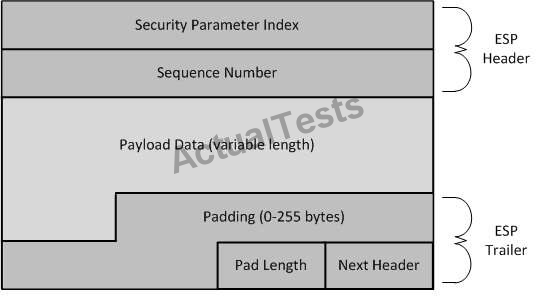 Security Parameter Index
ESP
Header
Sequence Number
ActualTests
Payload Data (variable length)
Padding (0-255 bytes)
ESP
Trailer
Pad Length
Next Header